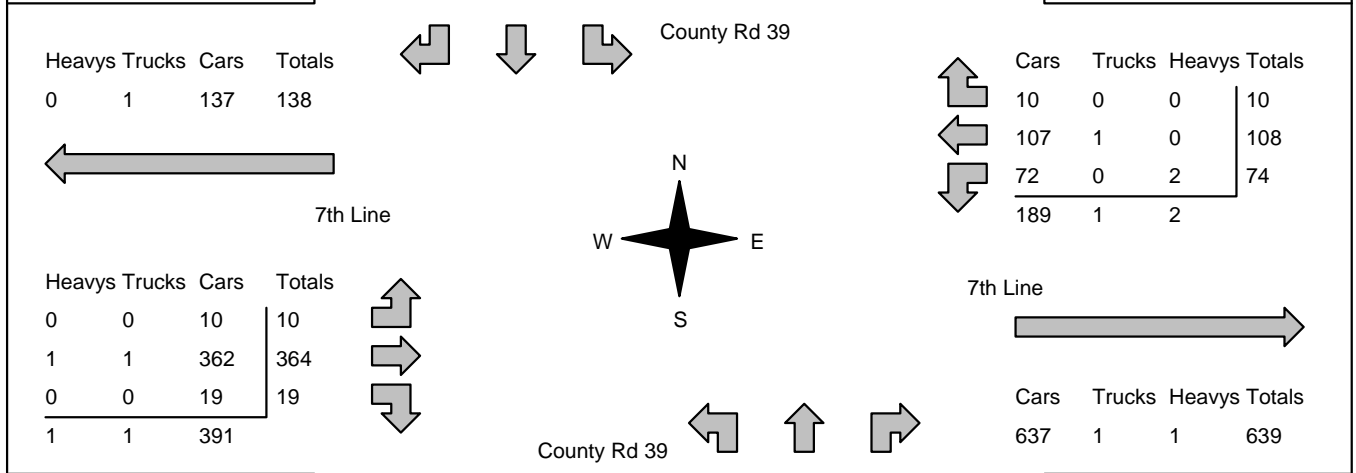 County Rd 39
Heavys Trucks Cars Totals
0 1 137 138
Cars Trucks Heavys Totals
10 0 0 10
107 1 0 108
72 0 2 74
189 1 2
7th Line
N
W E
S
Heavys Trucks Cars Totals
0 0 10 10
1 1 362 364
0 0 19 19
1 1 391
7th Line
Cars Trucks Heavys Totals
637 1 1 639
County Rd 39